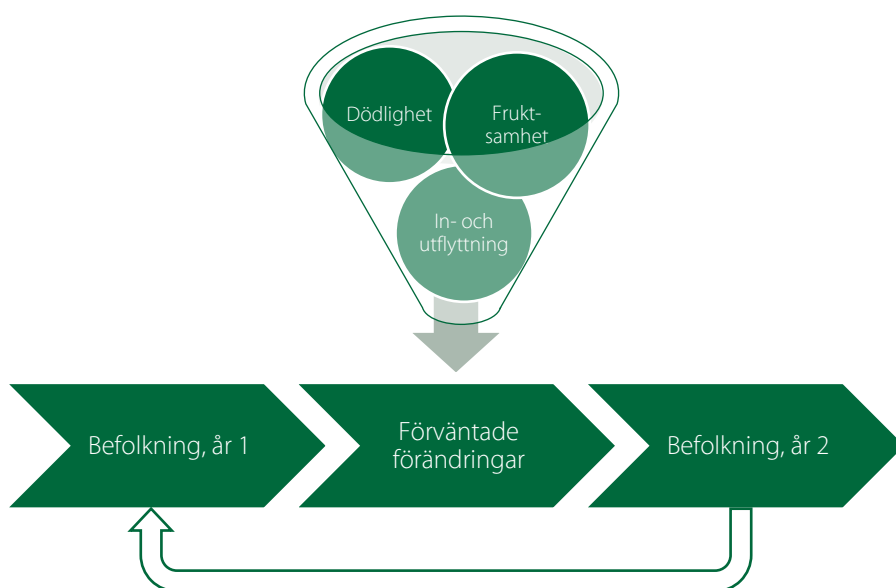 Dödlighet
Frukt-
samhet
In- och
utflyttning
Befolkning, år 1
Förväntade
förändringar
Befolkning, år 2